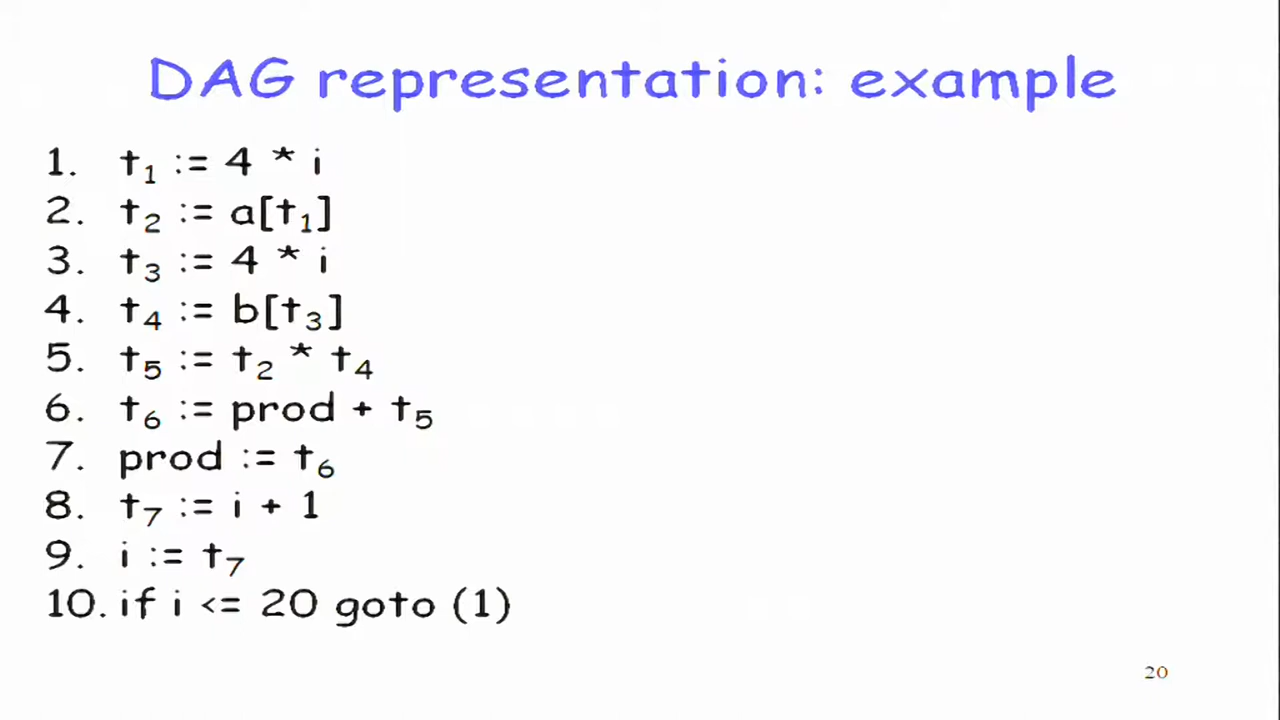 DAG representation: example
1. t₁ := 4 * i
2. t₂ := a[t₁]
3. t₃ := 4 * i
4. t₄ := b[t₃]
5. t₅ := t₂ * t₄
6. t₆ := prod + t₅
7. prod := t₆
8. t₇ := i + 1
9. i := t₇
10. if i <= 20 goto (1)
20